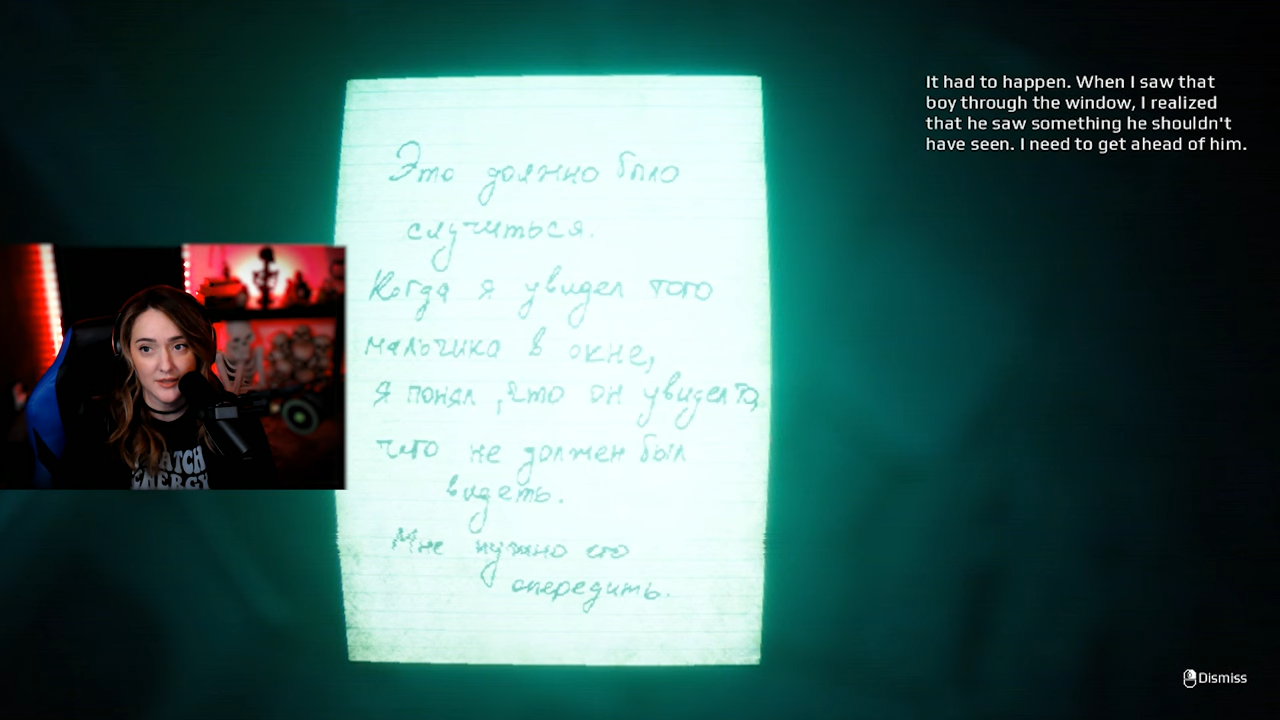 It had to happen. When I saw that
boy through the window, I realized
that he saw something he shouldn't
have seen. I need to get ahead of him.
Это должно было
случиться.
Когда я увидел того
мальчика в окне,
я понял, что он увидел то,
чего не должен был
видеть.
Мне нужно его
опередить.
ENERGY
Dismiss